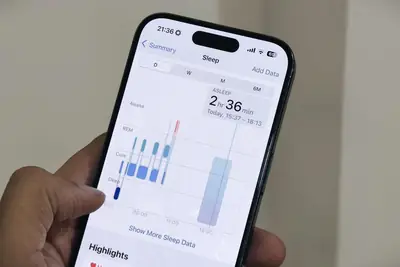 21:36
Summary
Sleep
Add Data
D W M 6M
ASLEEP
2 hr 36 min
Today, 15:37 – 18:13
Awake
REM
Core
Deep
Show More Sleep Data
Highlights